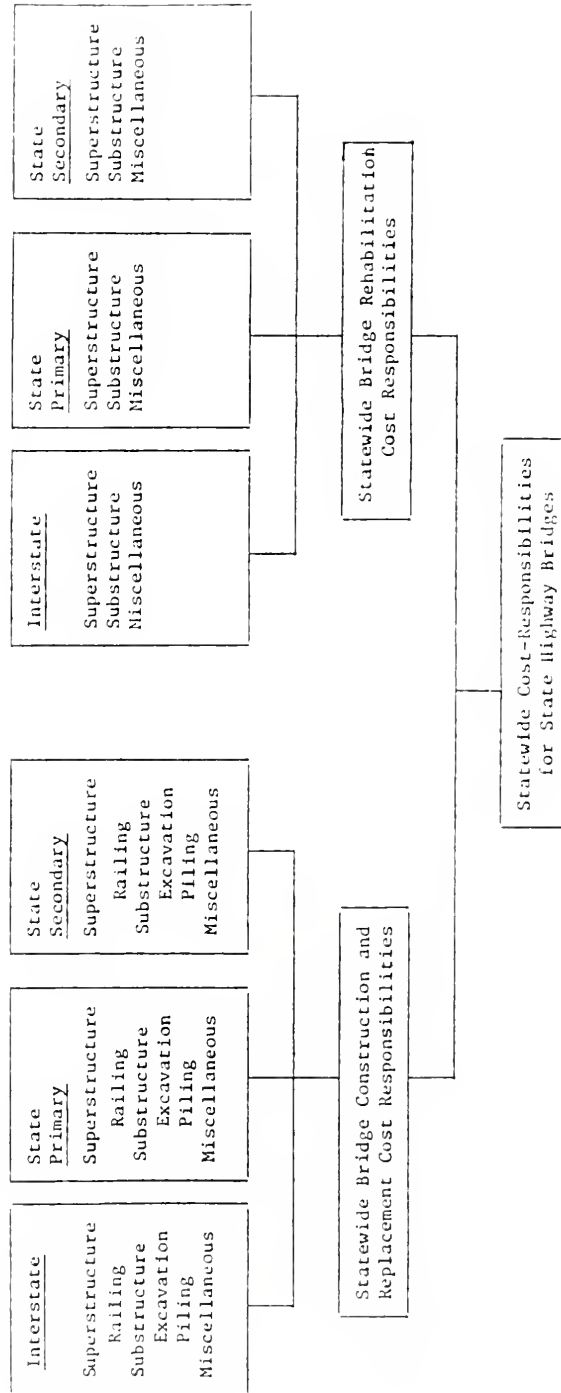 Interstate
Superstructure
Railing
Substructure
Excavation
Piling
Miscellaneous
State
Primary
Superstructure
Railing
Substructure
Excavation
Piling
Miscellaneous
State
Secondary
Superstructure
Railing
Substructure
Excavation
Piling
Miscellaneous
Interstate
Superstructure
Substructure
Miscellaneous
State
Primary
Superstructure
Substructure
Miscellaneous
State
Secondary
Superstructure
Substructure
Miscellaneous
Statewide Bridge Construction and
Replacement Cost Responsibilities
Statewide Bridge Rehabilitation
Cost Responsibilities
Statewide Cost-Responsibilities
for State Highway Bridges